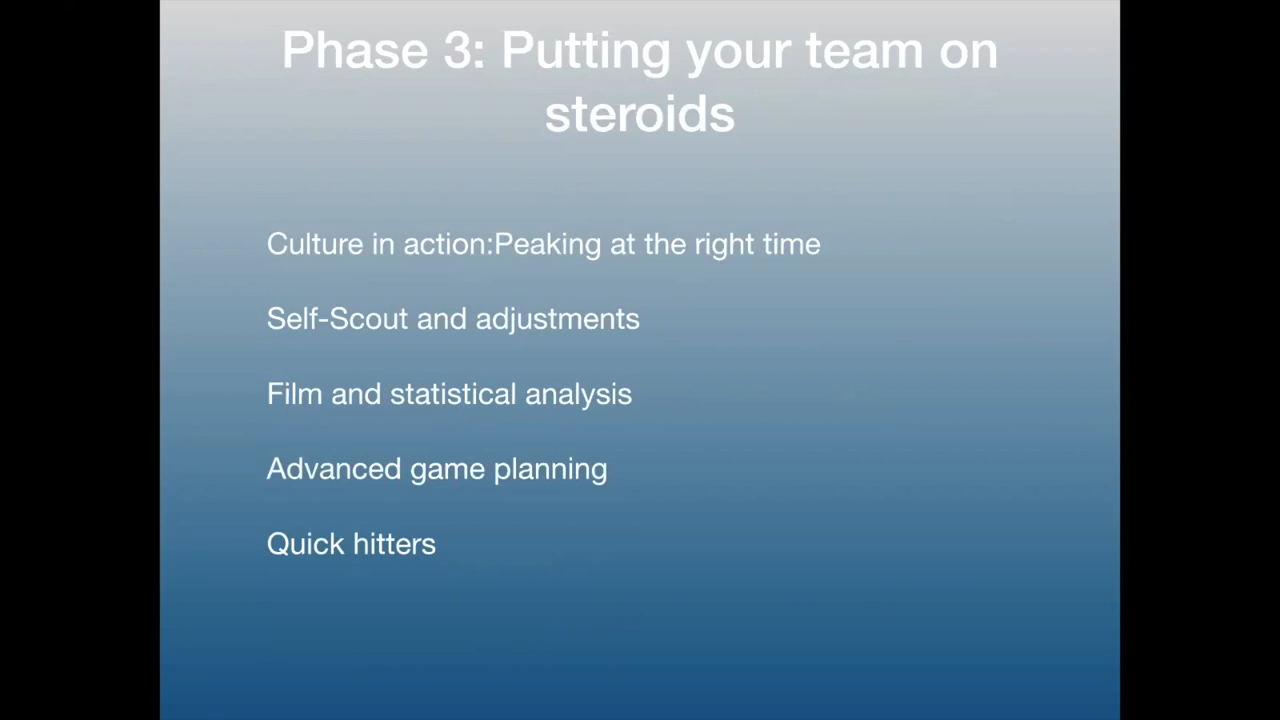 Phase 3: Putting your team on
steroids
Culture in action:Peaking at the right time
Self-Scout and adjustments
Film and statistical analysis
Advanced game planning
Quick hitters